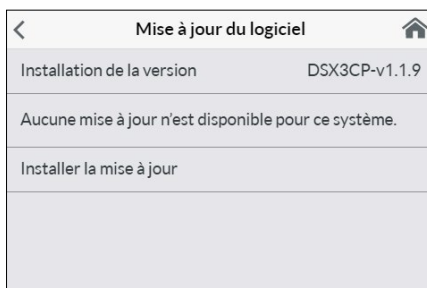 Mise à jour du logiciel
Installation de la version DSX3CP-v1.1.9
Aucune mise à jour n'est disponible pour ce système.
Installer la mise à jour